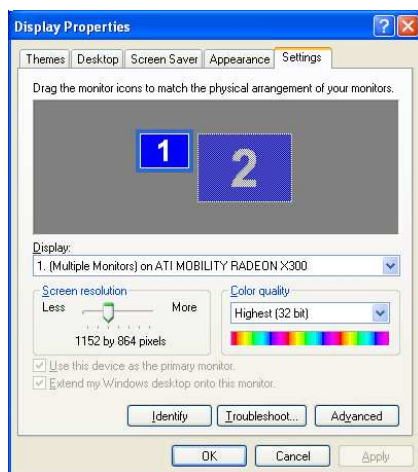 Display Properties
Themes Desktop Screen Saver Appearance Settings
Drag the monitor icons to match the physical arrangement of your monitors.
1 2
Display:
1. (Multiple Monitors) on ATI MOBILITY RADEON X300
Screen resolution Color quality
Less More Highest (32 bit)
1152 by 864 pixels
Use this device as the primary monitor.
Extend my Windows desktop onto this monitor.
Identify Troubleshoot... Advanced
OK Cancel Apply